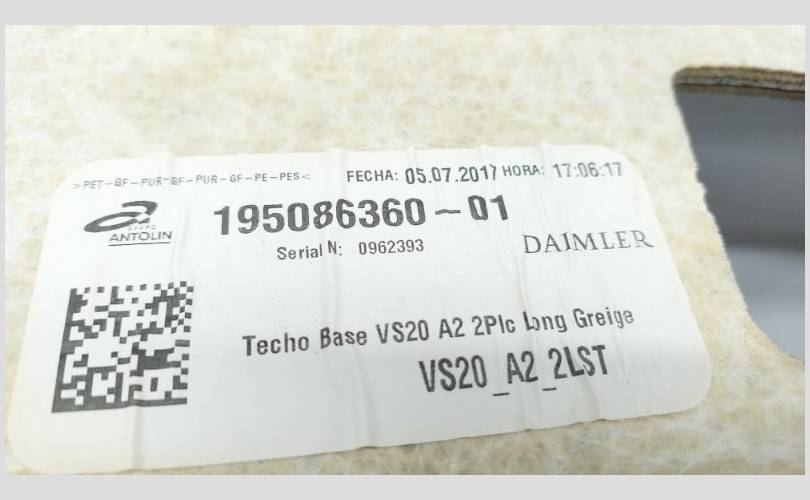 >PET-GF-PUR-GF-PUR-GF-PE-PES<
FECHA: 05.07.2017 HORA: 17:06:17
GRUPO
ANTOLIN
195086360-01
Serial N: 0962393
DAIMLER
Techo Base VS20 A2 2Plc Long Greige
VS20_A2_2LST